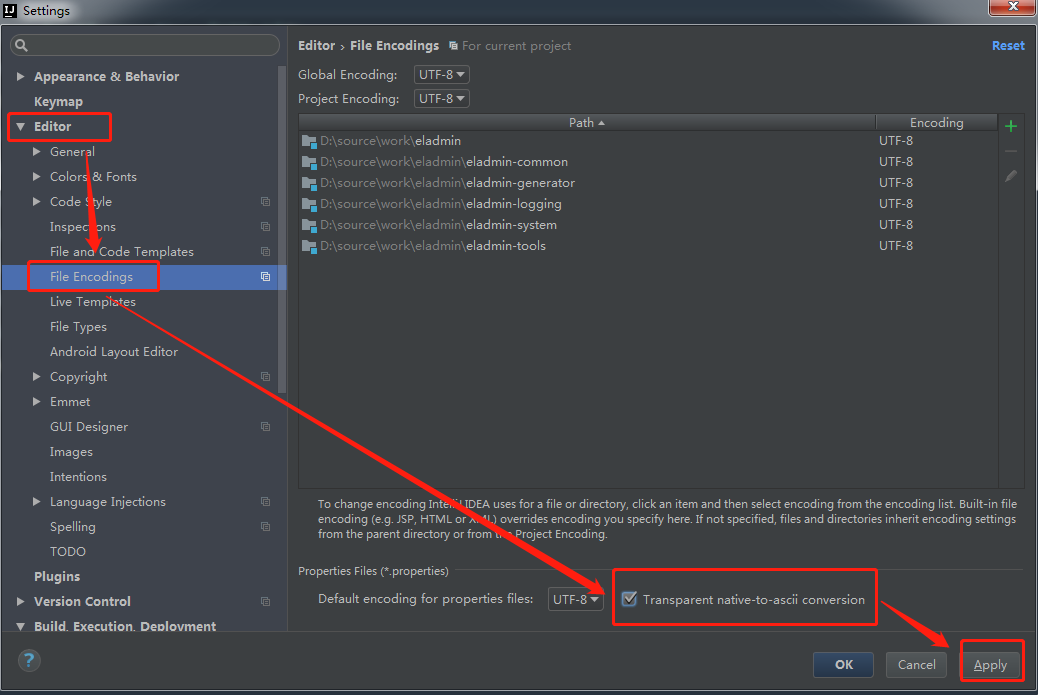 IJ Settings
Editor › File Encodings For current project Reset
Appearance & Behavior
Keymap
Editor
General
Colors & Fonts
Code Style
Inspections
File and Code Templates
File Encodings
Live Templates
File Types
Android Layout Editor
Copyright
Emmet
GUI Designer
Images
Intentions
Language Injections
Spelling
TODO
Plugins
Version Control
Build, Execution, Deployment
Global Encoding: UTF-8
Project Encoding: UTF-8
Path Encoding
D:\source\work\eladmin UTF-8
D:\source\work\eladmin\eladmin-common UTF-8
D:\source\work\eladmin\eladmin-generator UTF-8
D:\source\work\eladmin\eladmin-logging UTF-8
D:\source\work\eladmin\eladmin-system UTF-8
D:\source\work\eladmin\eladmin-tools UTF-8
To change encoding IntelliJ IDEA uses for a file or directory, click an item and then select encoding from the encoding list. Built-in file
encoding (e.g. JSP, HTML or XML) overrides encoding you specify here. If not specified, files and directories inherit encoding settings
from the parent directory or from the Project Encoding.
Properties Files (*.properties)
Default encoding for properties files: UTF-8 Transparent native-to-ascii conversion
? OK Cancel Apply